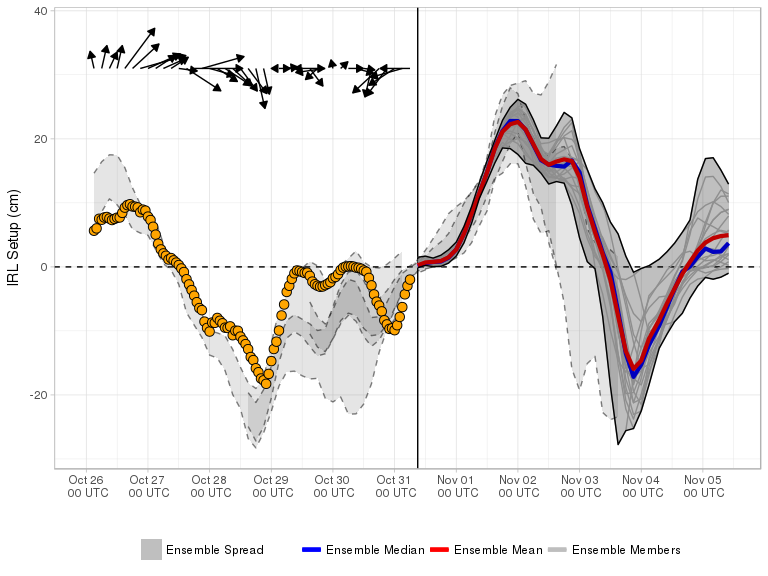 40
20
0
-20
IRL Setup (cm)
Oct 26 Oct 27 Oct 28 Oct 29 Oct 30 Oct 31 Nov 01 Nov 02 Nov 03 Nov 04 Nov 05
00 UTC 00 UTC 00 UTC 00 UTC 00 UTC 00 UTC 00 UTC 00 UTC 00 UTC 00 UTC 00 UTC
Ensemble Spread Ensemble Median Ensemble Mean Ensemble Members